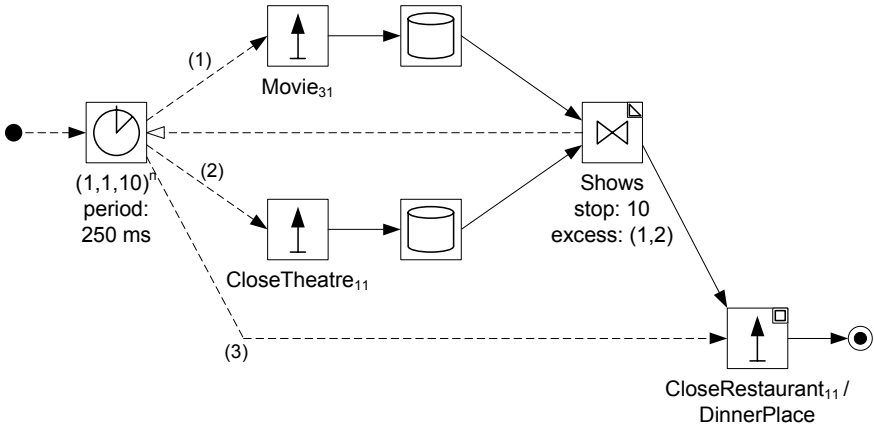 (1)
Movie31
(1,1,10)n
period:
250 ms
(2)
Shows
stop: 10
excess: (1,2)
CloseTheatre11
(3)
CloseRestaurant11 /
DinnerPlace